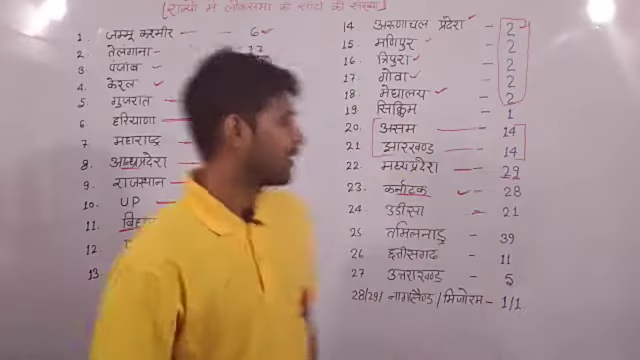 (राज्यो में लोकसभा के सीटों की संख्या)
1. जम्मू कश्मीर - - 6
2 तेलंगाना - 17
3 पंजाब -
4. केरल
5. गुजरात
6. हरियाणा
7 महाराष्ट्र
8. आन्ध्रप्रदेश
9. राजस्थान
10. UP
11. बिहार
12
13.
14. अरुणाचल प्रदेश - 2
15. मणिपुर - 2
16. त्रिपुरा - 2
17. गोवा - 2
18. मेघालय - 2
19 सिक्किम - 1
20. असम - 14
21 झारखण्ड - 14
22. मध्यप्रदेश - 29
23. कर्नाटक - 28
24 उडीसा - 21
25 तमिलनाडु - 39
26 छत्तीसगढ - 11
27 उत्तराखण्ड - 5
28/29/ नागालैण्ड/मिजोरम - 1/1